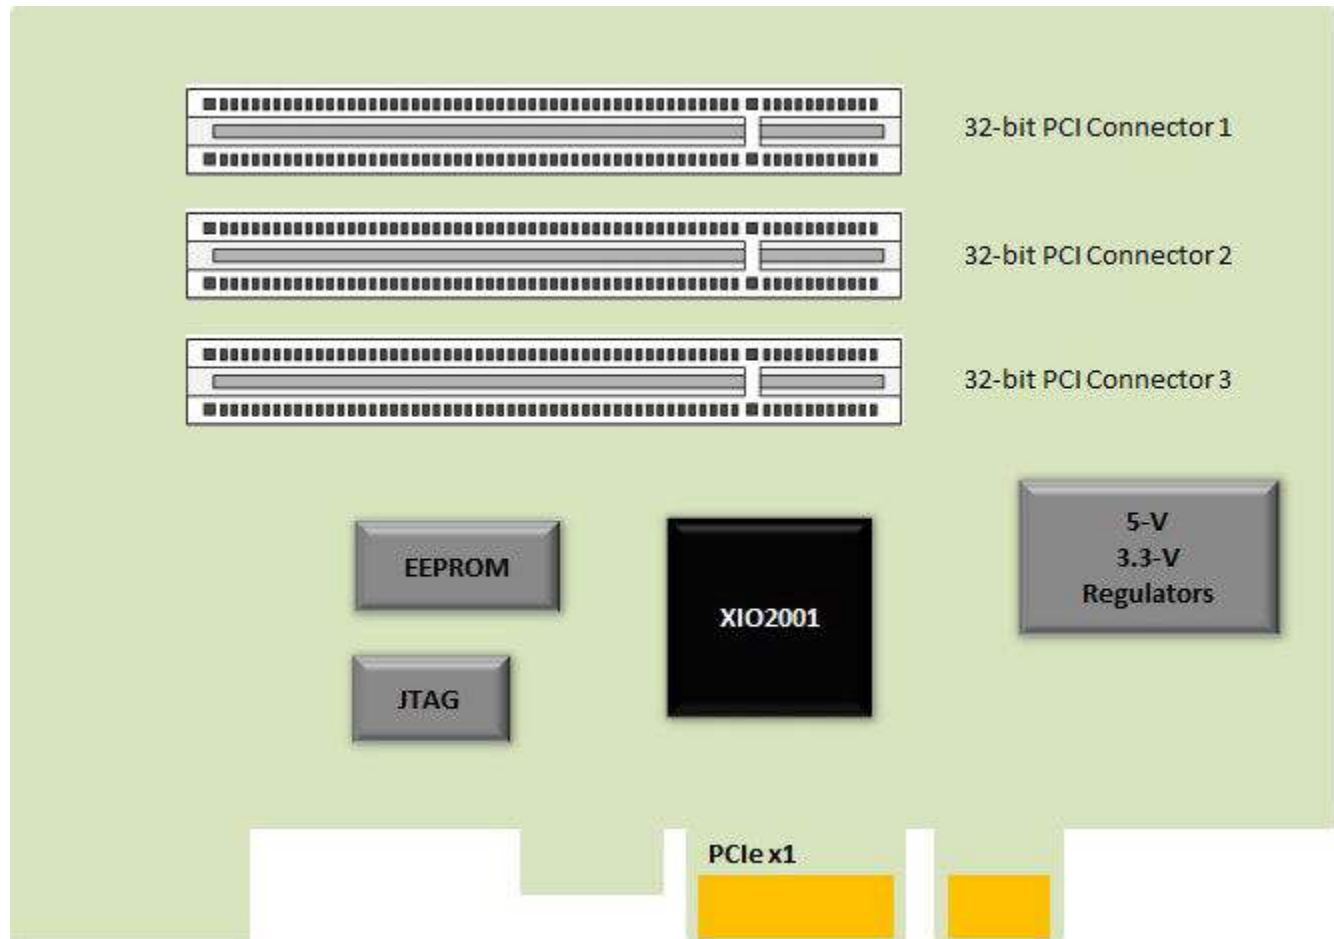 32-bit PCI Connector 1
32-bit PCI Connector 2
32-bit PCI Connector 3
5-V
3.3-V
Regulators
EEPROM
XIO2001
JTAG
PCIe x1